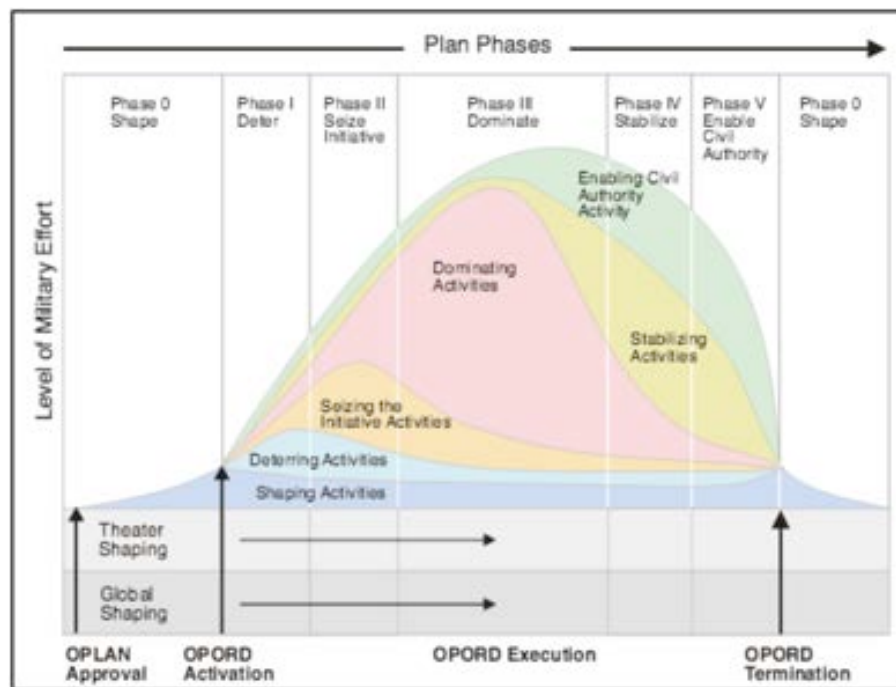 Plan Phases
Phase 0
Shape
Phase I
Deter
Phase II
Seize
Initiative
Phase III
Dominate
Phase IV
Stabilize
Phase V
Enable
Civil
Authority
Phase 0
Shape
Level of Military Effort
Enabling Civil
Authority
Activity
Dominating
Activities
Stabilizing
Activities
Seizing the
Initiative Activities
Deterring Activities
Shaping Activities
Theater
Shaping
Global
Shaping
OPLAN
Approval
OPORD
Activation
OPORD Execution
OPORD
Termination